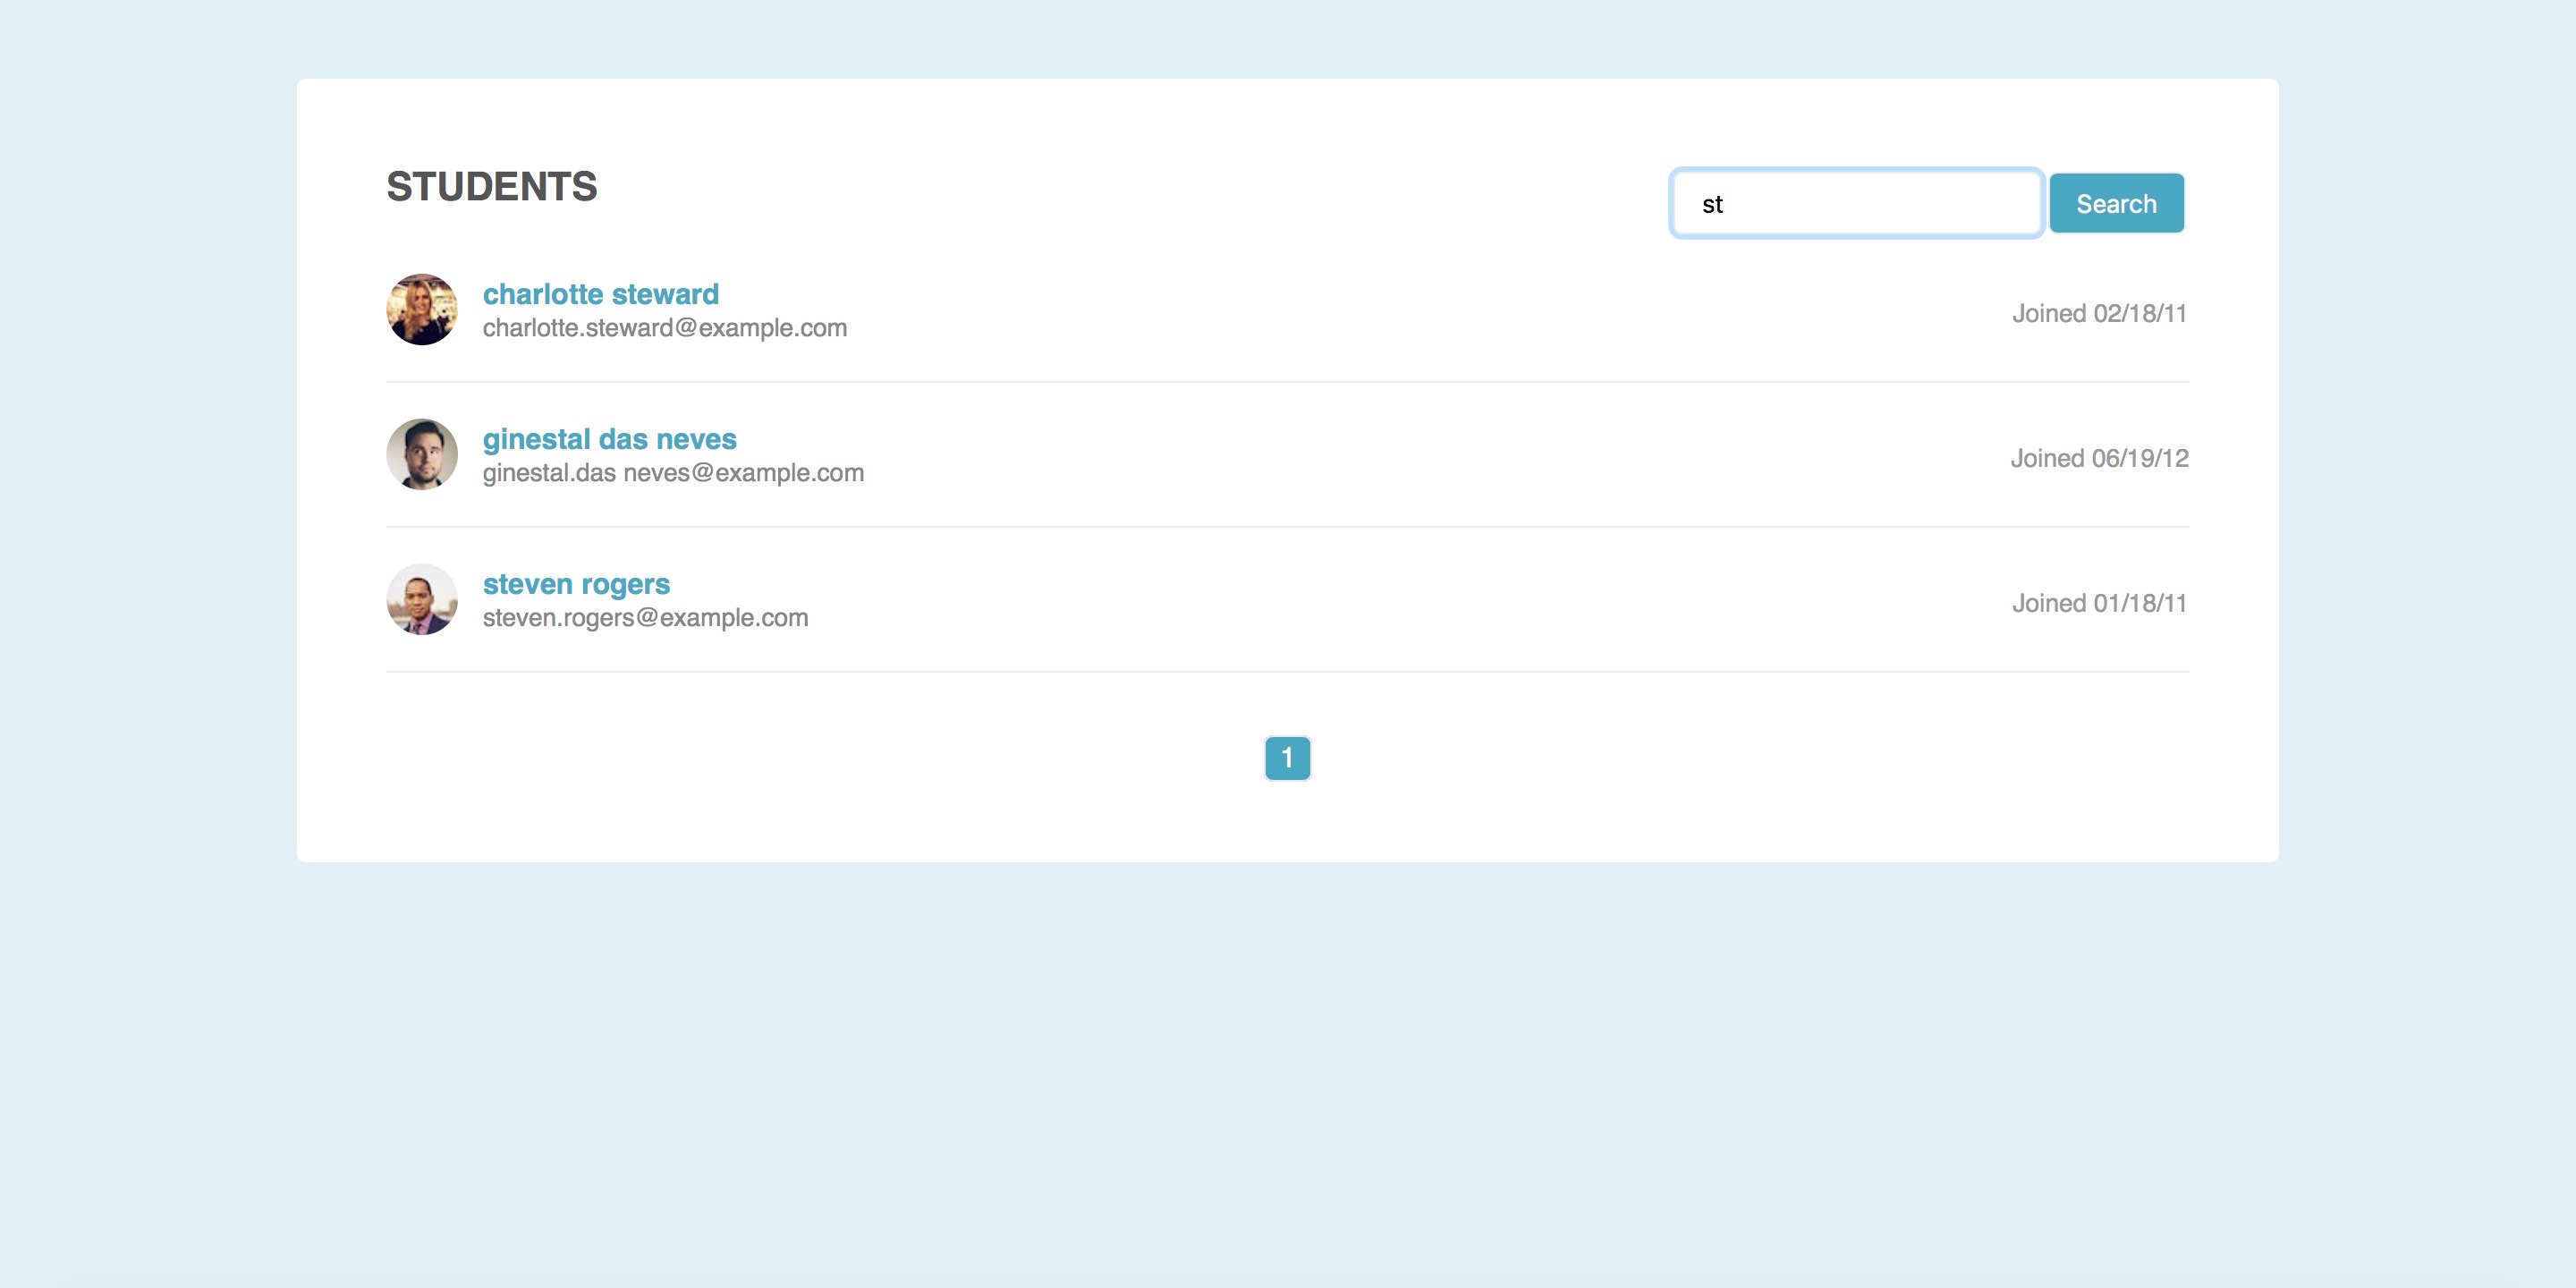 STUDENTS
st
Search
charlotte steward
charlotte.steward@example.com
Joined 02/18/11
ginestal das neves
ginestal.das neves@example.com
Joined 06/19/12
steven rogers
steven.rogers@example.com
Joined 01/18/11
1